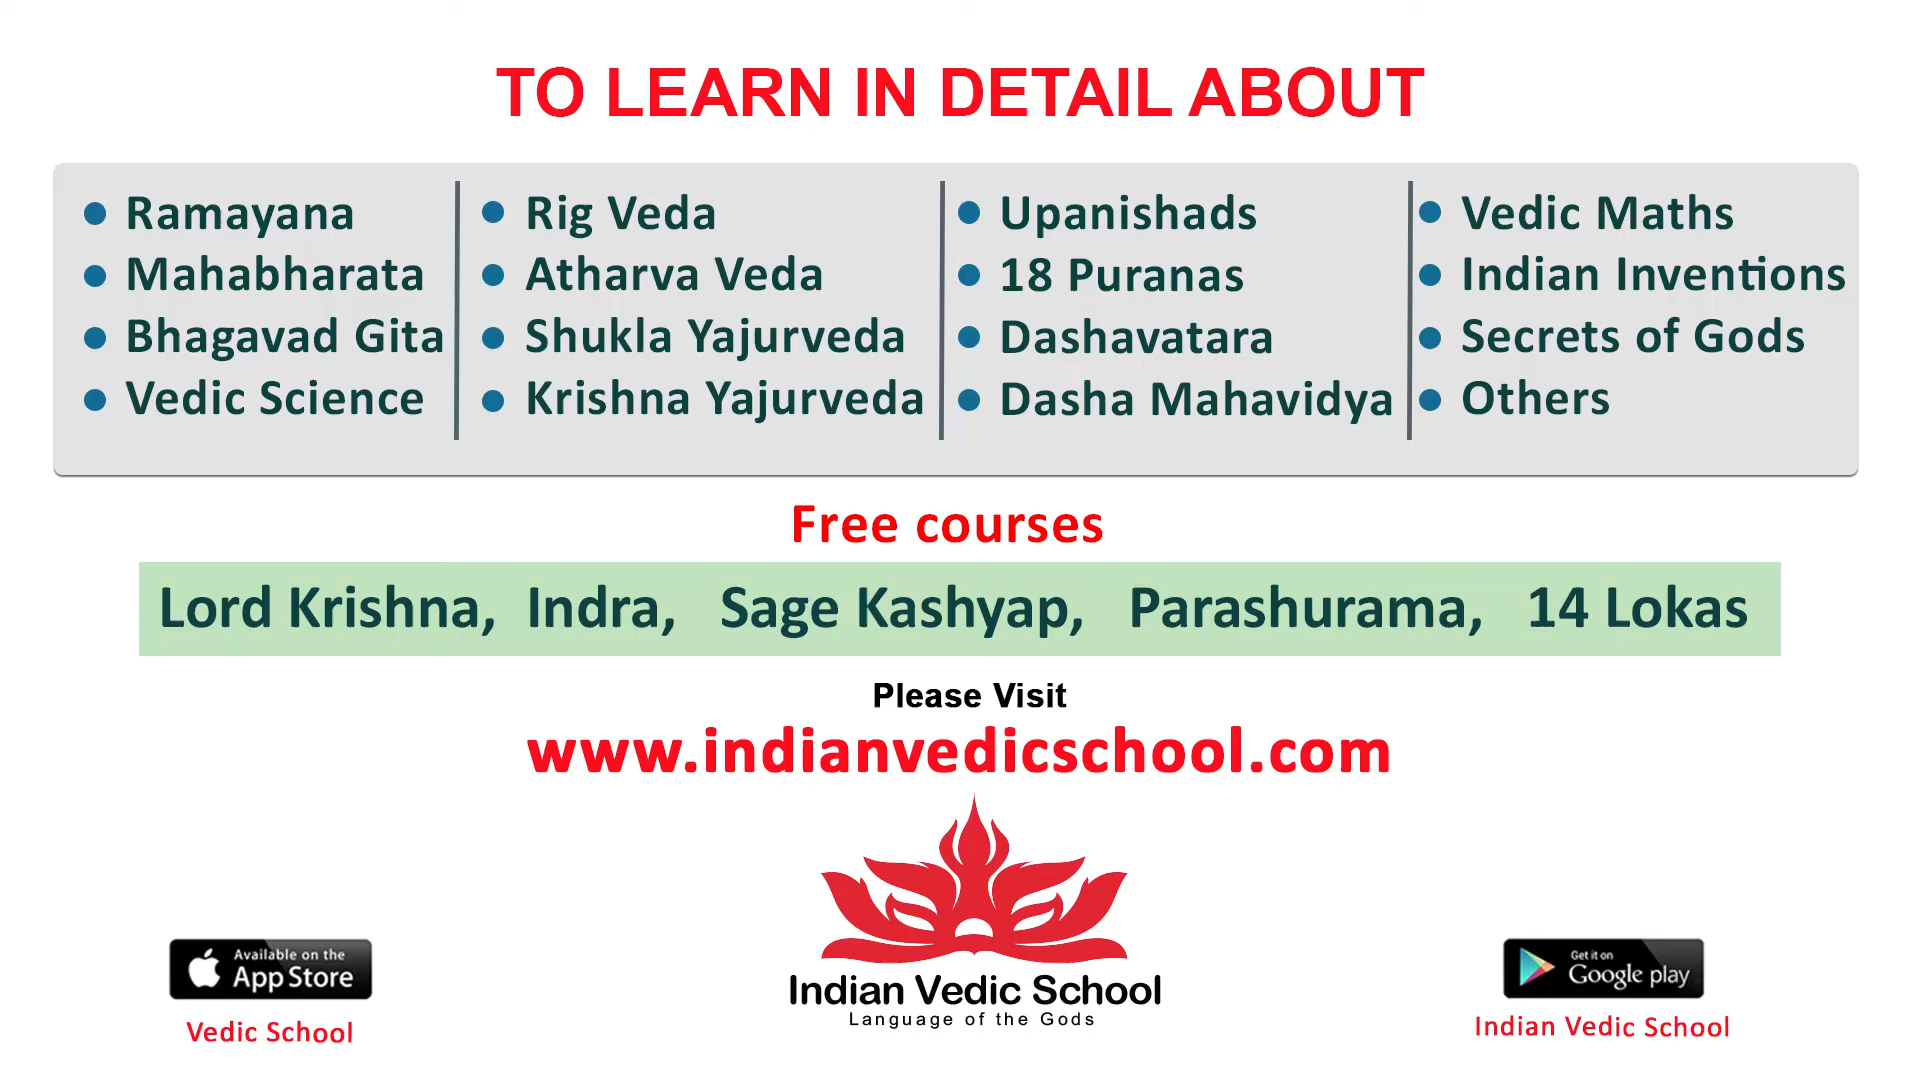 TO LEARN IN DETAIL ABOUT
Ramayana
Mahabharata
Bhagavad Gita
Vedic Science
Rig Veda
Atharva Veda
Shukla Yajurveda
Krishna Yajurveda
Upanishads
18 Puranas
Dashavatara
Dasha Mahavidya
Vedic Maths
Indian Inventions
Secrets of Gods
Others
Free courses
Lord Krishna, Indra, Sage Kashyap, Parashurama, 14 Lokas
Please Visit
www.indianvedicschool.com
Indian Vedic School
Language of the Gods
Available on the
App Store
Vedic School
Get it on
Google play
Indian Vedic School